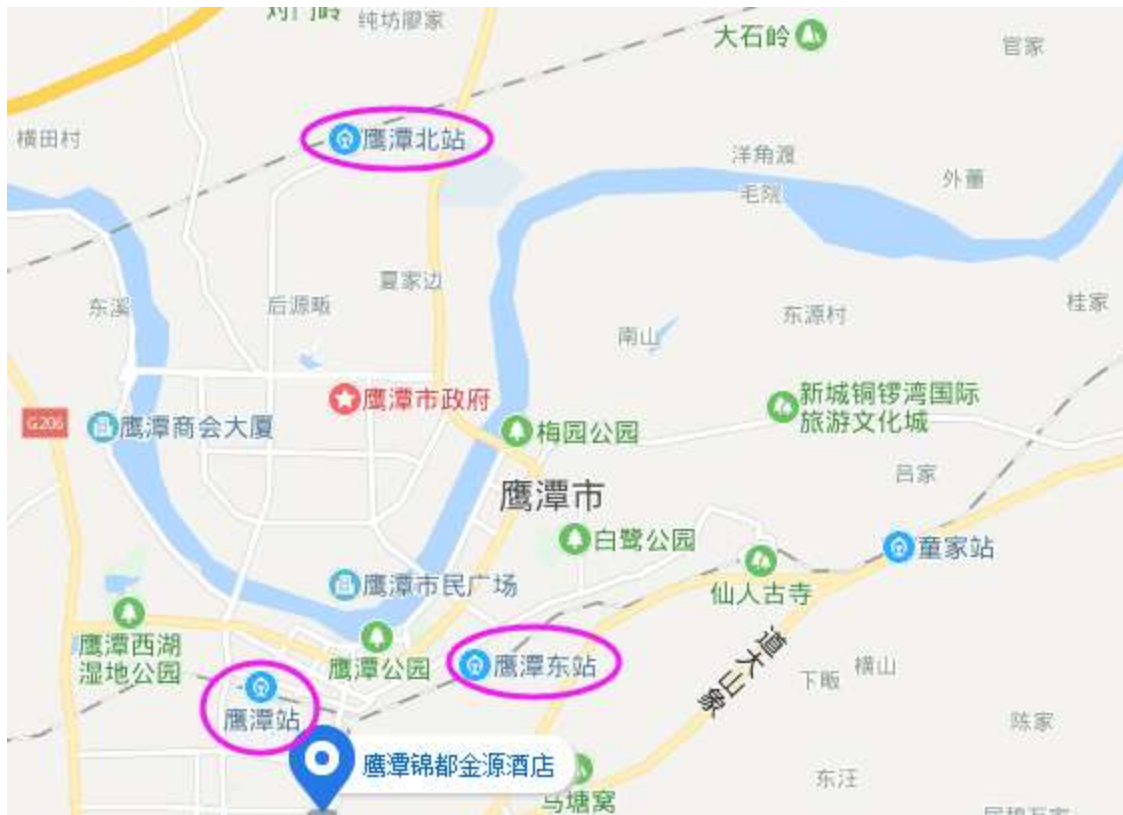 纯坊廖家
大石岭
官家
横田村
鹰潭北站
洋角渡
毛院
外董
夏家边
东溪
后源畈
桂家
东源村
南山
新城铜锣湾国际
旅游文化城
鹰潭市政府
G206
鹰潭商会大厦
梅园公园
吕家
鹰潭市
白鹭公园
童家站
鹰潭市民广场
仙人古寺
鹰潭西湖
湿地公园
鹰潭公园
鹰潭东站
象山大道
下畈
横山
鹰潭站
陈家
鹰潭锦都金源酒店
东汪
马塘窝